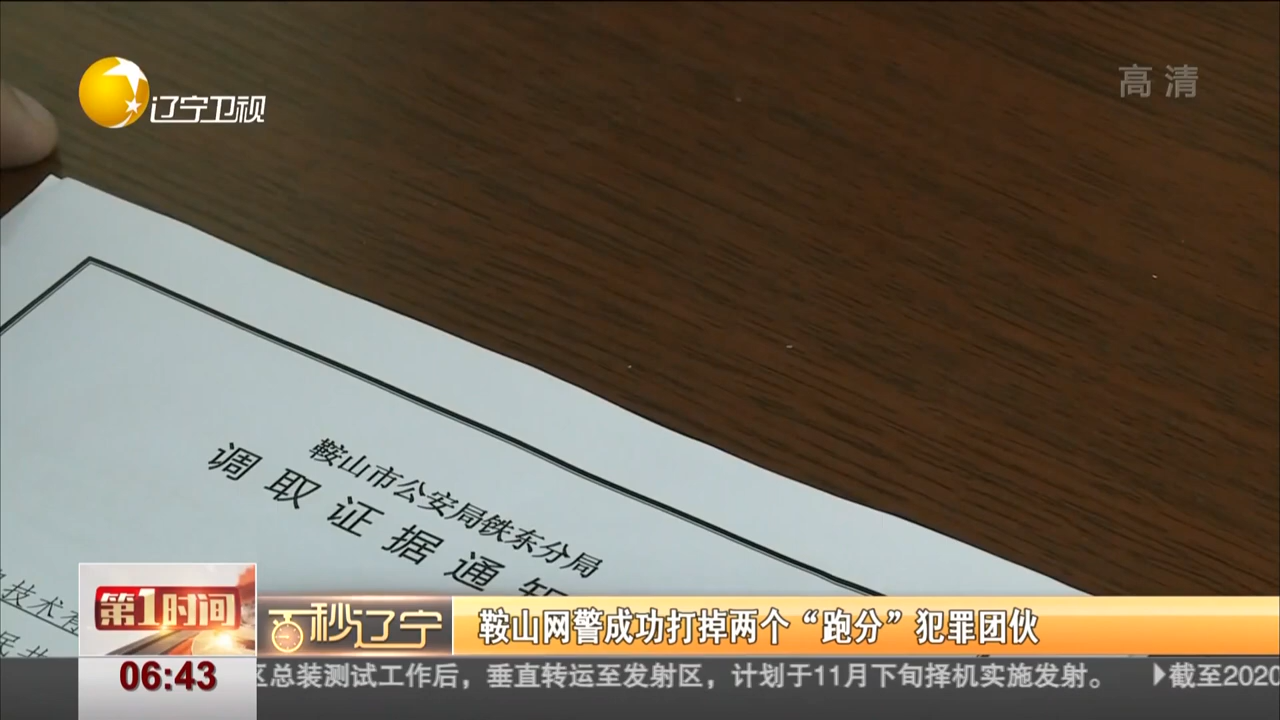 辽宁卫视
高清
鞍山市公安局铁东分局
调取证据通知
技术有
第1时间
百秒辽宁
鞍山网警成功打掉两个“跑分”犯罪团伙
06:43
区总装测试工作后，垂直转运至发射区，计划于11月下旬择机实施发射。 ▶截至2020